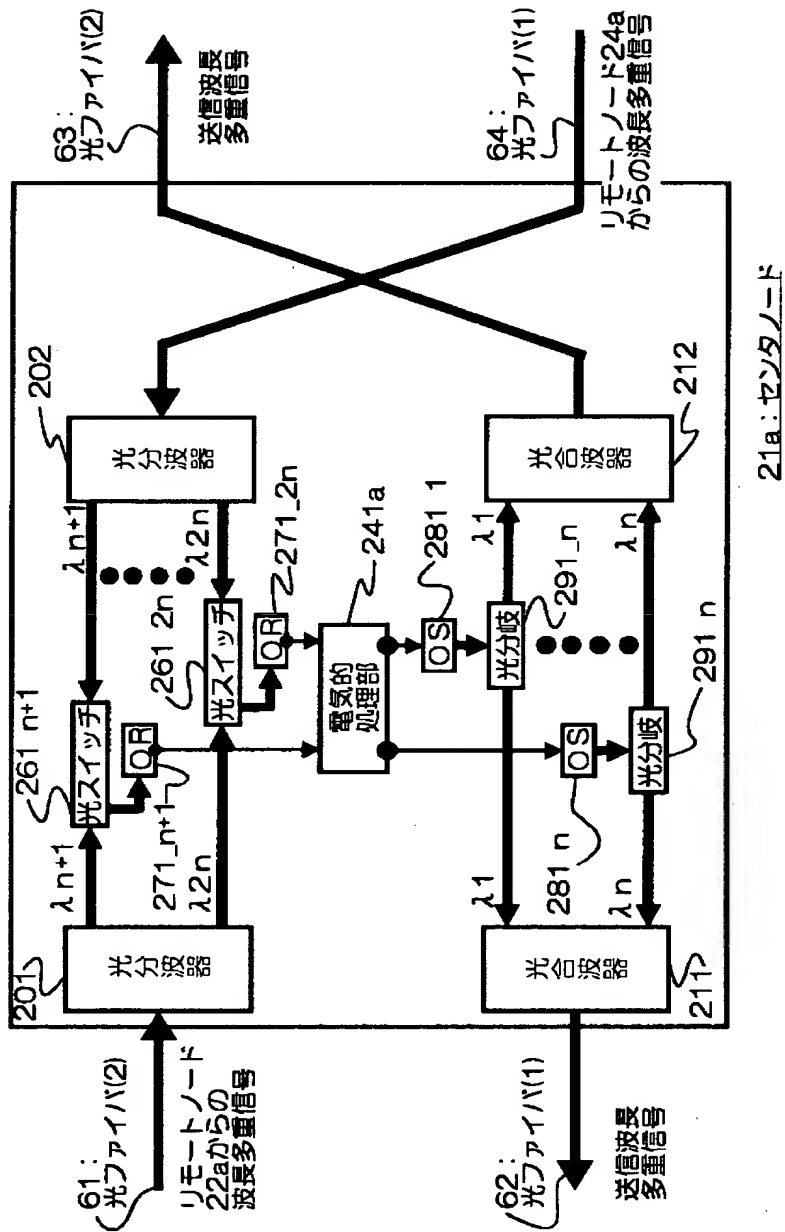 61：
光ファイバ(2)
リモートノード
22aからの
波長多重信号
62：
光ファイバ(1)
送信波長
多重信号
201
光分波器
λn+1
261 n+1
光スイッチ
OR
271_n+1
λ2n
λn+1
202
光分波器
λ2n
261 2n
光スイッチ
OR
271_2n
電気的
処理部
241a
OS
281 1
光分岐
291_n
λ1
λ1
OS
281 n
光分岐
291 n
λn
λn
光合波器
211
光合波器
212
63：
光ファイバ(2)
送信波長
多重信号
64：
光ファイバ(1)
リモートノード24a
からの波長多重信号
21a：センタノード